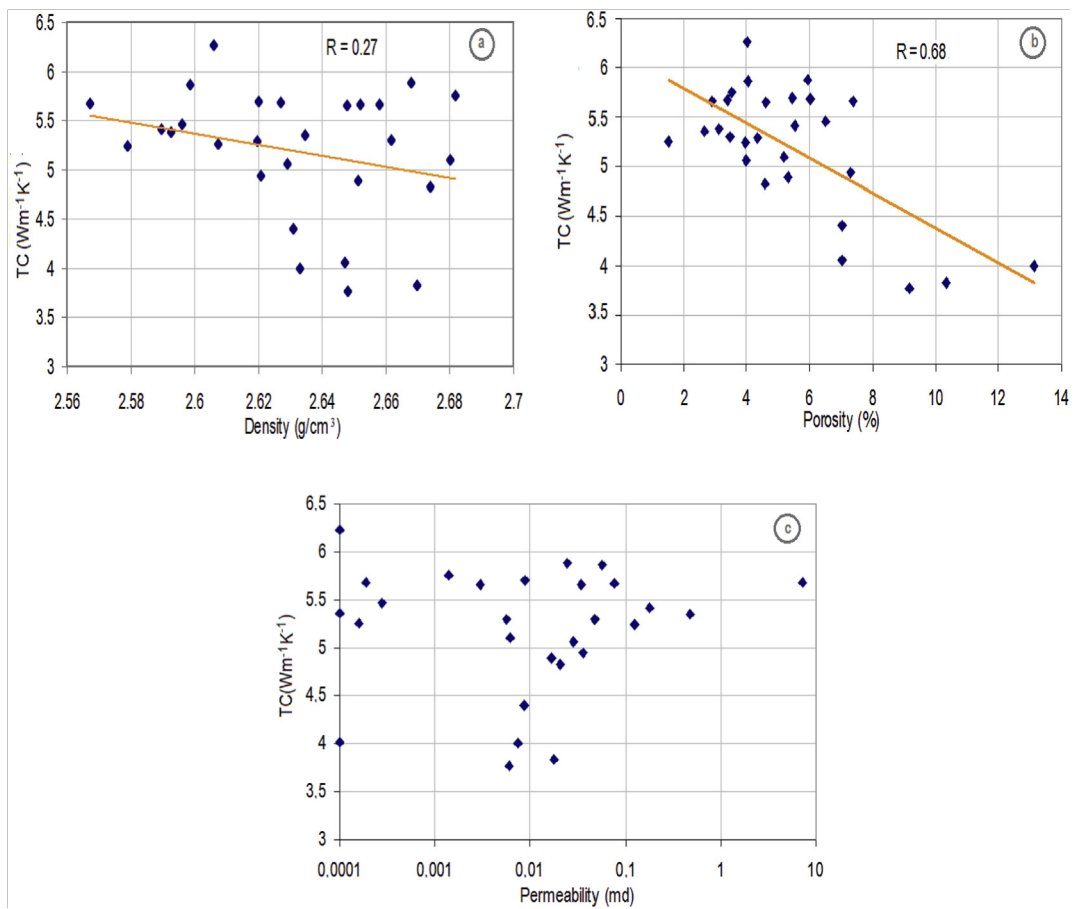 a
R = 0.27
6.5
6
5.5
5
4.5
4
3.5
3
TC (Wm⁻¹K⁻¹)
2.56 2.58 2.6 2.62 2.64 2.66 2.68 2.7
Density (g/cm³)
b
R = 0.68
6.5
6
5.5
5
4.5
4
3.5
3
TC (Wm⁻¹K⁻¹)
0 2 4 6 8 10 12 14
Porosity (%)
c
6.5
6
5.5
5
4.5
4
3.5
3
TC(Wm⁻¹K⁻¹)
0.0001 0.001 0.01 0.1 1 10
Permeability (md)